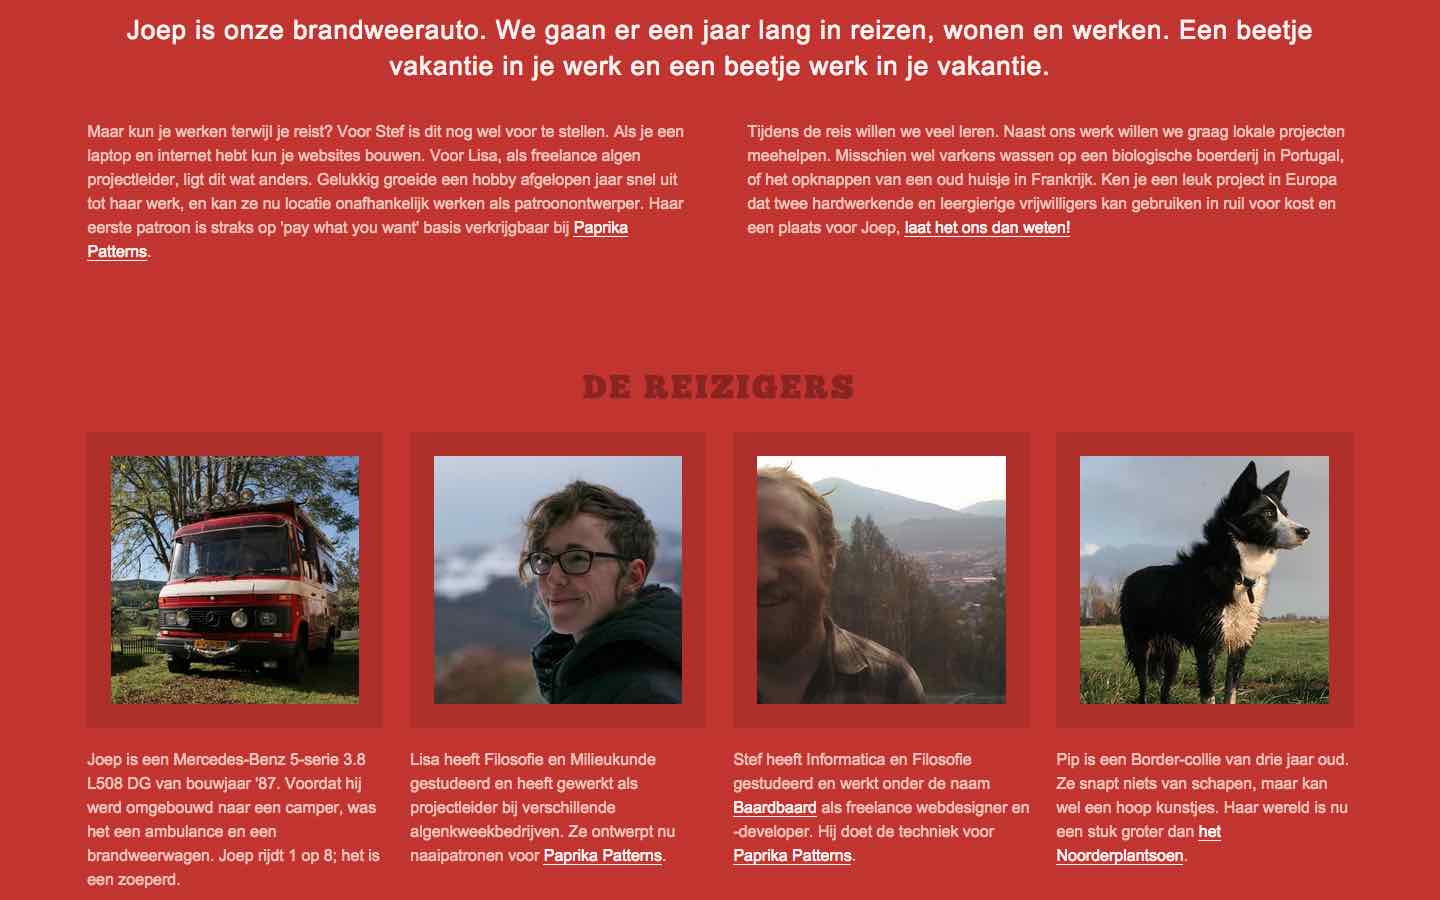 Joep is onze brandweerauto. We gaan er een jaar lang in reizen, wonen en werken. Een beetje
vakantie in je werk en een beetje werk in je vakantie.
Maar kun je werken terwijl je reist? Voor Stef is dit nog wel voor te stellen. Als je een
laptop en internet hebt kun je websites bouwen. Voor Lisa, als freelance algen
projectleider, ligt dit wat anders. Gelukkig groeide een hobby afgelopen jaar snel uit
tot haar werk, en kan ze nu locatie onafhankelijk werken als patroonontwerper. Haar
eerste patroon is straks op 'pay what you want' basis verkrijgbaar bij Paprika
Patterns.
Tijdens de reis willen we veel leren. Naast ons werk willen we graag lokale projecten
meehelpen. Misschien wel varkens wassen op een biologische boerderij in Portugal,
of het opknappen van een oud huisje in Frankrijk. Ken je een leuk project in Europa
dat twee hardwerkende en leergierige vrijwilligers kan gebruiken in ruil voor kost en
een plaats voor Joep, laat het ons dan weten!
DE REIZIGERS
Joep is een Mercedes-Benz 5-serie 3.8
L508 DG van bouwjaar '87. Voordat hij
werd omgebouwd naar een camper, was
het een ambulance en een
brandweerwagen. Joep rijdt 1 op 8; het is
een zoeperd.
Lisa heeft Filosofie en Milieukunde
gestudeerd en heeft gewerkt als
projectleider bij verschillende
algenkweekbedrijven. Ze ontwerpt nu
naaipatronen voor Paprika Patterns.
Stef heeft Informatica en Filosofie
gestudeerd en werkt onder de naam
Baardbaard als freelance webdesigner en
-developer. Hij doet de techniek voor
Paprika Patterns.
Pip is een Border-collie van drie jaar oud.
Ze snapt niets van schapen, maar kan
wel een hoop kunstjes. Haar wereld is nu
een stuk groter dan het
Noorderplantsoen.